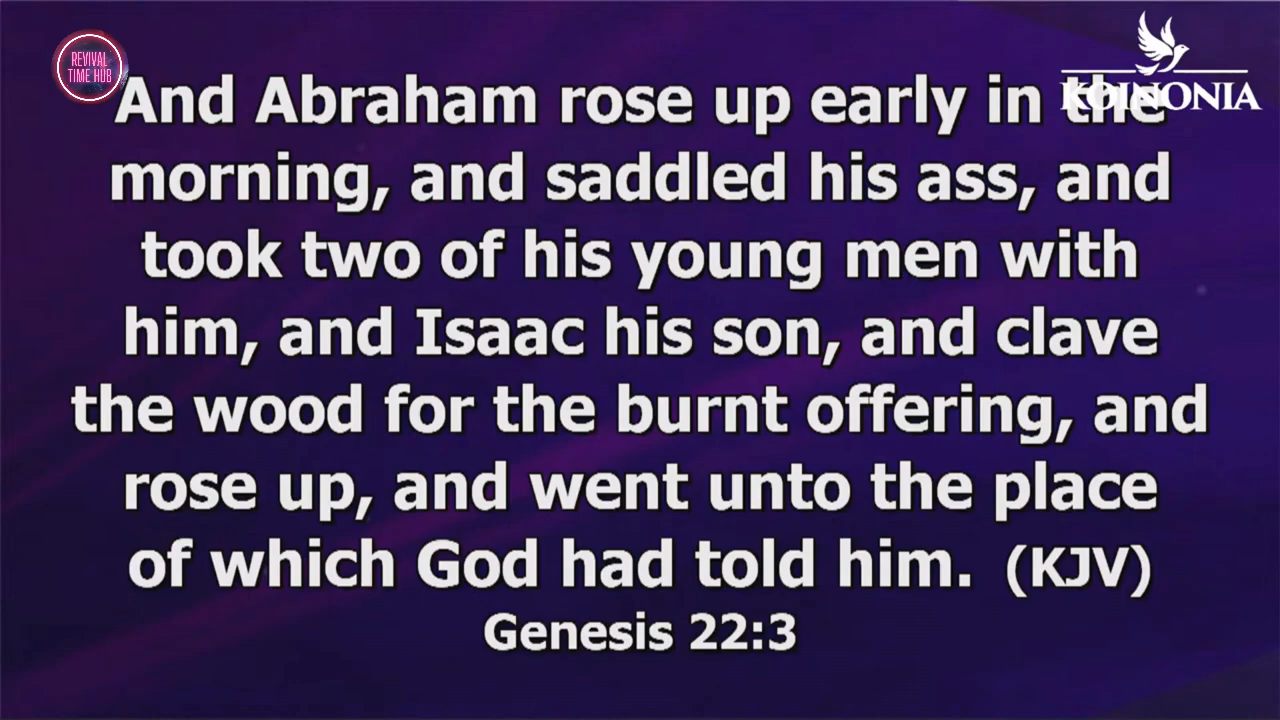 REVIVAL
TIME HUB
KOINONIA
And Abraham rose up early in the
morning, and saddled his ass, and
took two of his young men with
him, and Isaac his son, and clave
the wood for the burnt offering, and
rose up, and went unto the place
of which God had told him. (KJV)
Genesis 22:3